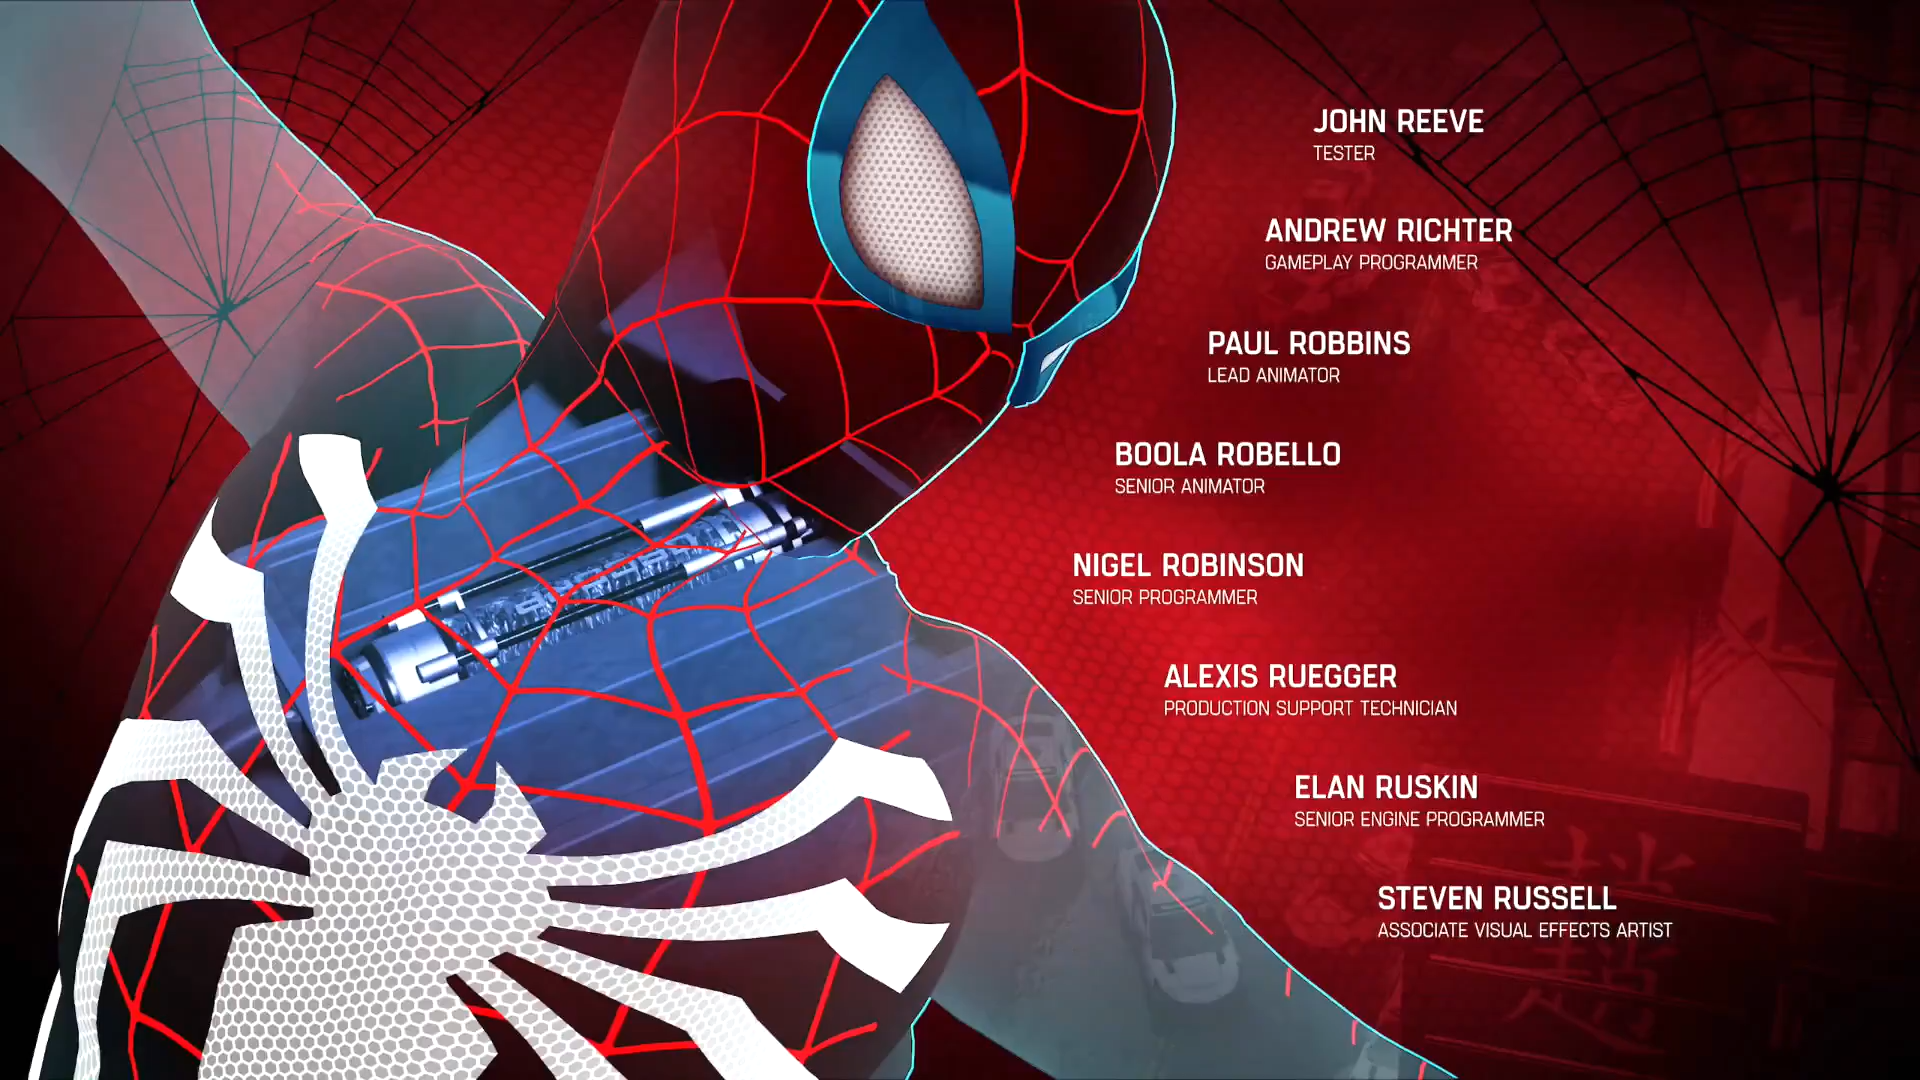 JOHN REEVE
TESTER
ANDREW RICHTER
GAMEPLAY PROGRAMMER
PAUL ROBBINS
LEAD ANIMATOR
BOOLA ROBELLO
SENIOR ANIMATOR
NIGEL ROBINSON
SENIOR PROGRAMMER
ALEXIS RUEGGER
PRODUCTION SUPPORT TECHNICIAN
ELAN RUSKIN
SENIOR ENGINE PROGRAMMER
STEVEN RUSSELL
ASSOCIATE VISUAL EFFECTS ARTIST